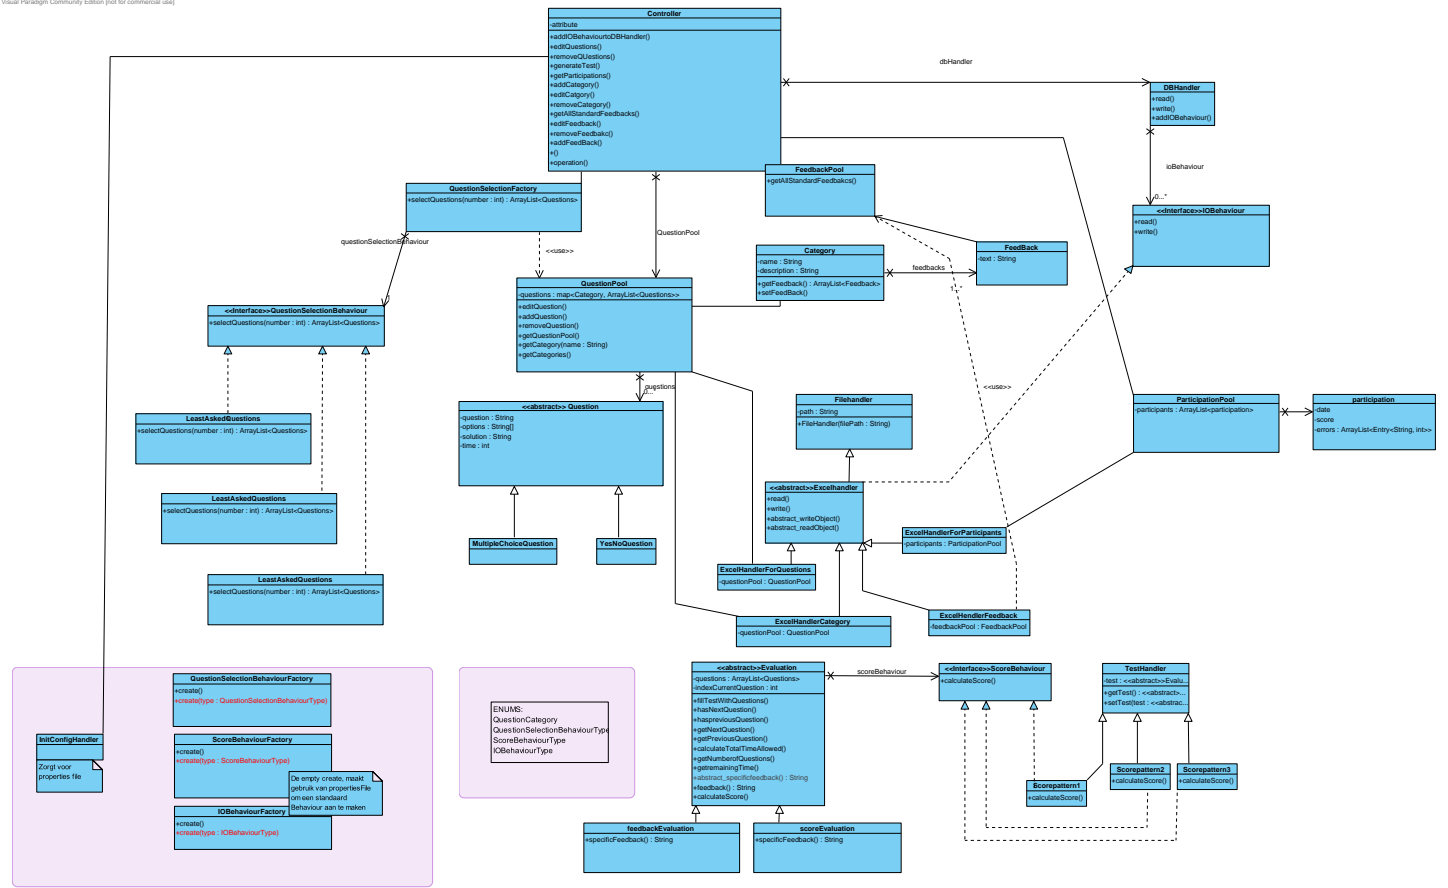 Visual Paradigm Community Edition [not for commercial use]
Controller
-attribute
+addIOBehaviourtoDBHandler()
+editQuestions()
+removeQUestions()
+generateTest()
+getParticipations()
+addCategory()
+editCatgory()
+removeCategory()
+getAllStandardFeedbacks()
+editFeedback()
+removeFeedbakc()
+addFeedBack()
+()
+operation()
dbHandler
DBHandler
+read()
+write()
+addIOBehaviour()
ioBehaviour
0..*
<<Interface>>IOBehaviour
+read()
+write()
FeedbackPool
+getAllStandardFeedbakcs()
QuestionSelectionFactory
+selectQuestions(number : int) : ArrayList<Questions>
questionSelectionBehaviour
<<use>>
QuestionPool
Category
-name : String
-description : String
+getFeedback() : ArrayList<Feedback>
+setFeedBack()
feedbacks
1..*
FeedBack
-text : String
QuestionPool
-questions : map<Category, ArrayList<Questions>>
+editQuestion()
+addQuestion()
+removeQuestion()
+getQuestionPool()
+getCategory(name : String)
+getCategories()
<<Interface>>QuestionSelectionBehaviour
+selectQuestions(number : int) : ArrayList<Questions>
questions
0..*
<<abstract>> Question
-question : String
-options : String[]
-solution : String
-time : int
<<use>>
Filehandler
-path : String
+FileHandler(filePath : String)
ParticipationPool
-participants : ArrayList<participation>
participation
-date
-score
-errors : ArrayList<Entry<String, int>>
LeastAskedQuestions
+selectQuestions(number : int) : ArrayList<Questions>
LeastAskedQuestions
+selectQuestions(number : int) : ArrayList<Questions>
LeastAskedQuestions
+selectQuestions(number : int) : ArrayList<Questions>
MultipleChoiceQuestion
YesNoQuestion
<<abstract>>Excelhandler
+read()
+write()
+abstract_writeObject()
+abstract_readObject()
ExcelHandlerForParticipants
-participants : ParticipationPool
ExcelHandlerForQuestions
-questionPool : QuestionPool
ExcelHandlerCategory
-questionPool : QuestionPool
ExcelHendlerFeedback
-feedbackPool : FeedbackPool
InitConfigHandler
Zorgt voor
properties file
QuestionSelectionBehaviourFactory
+create()
+create(type : QuestionSelectionBehaviourType)
ScoreBehaviourFactory
+create()
+create(type : ScoreBehaviourType)
De empty create, maakt
gebruik van propertiesFile
om een standaard
Behaviour aan te maken
IOBehaviourFactory
+create()
+create(type : IOBehaviourType)
ENUMS:
QuestionCategory
QuestionSelectionBehaviourType
ScoreBehaviourType
IOBehaviourType
<<abstract>>Evaluation
-questions : ArrayList<Questions>
-indexCurrentQuestion : int
+fillTestWithQuestions()
+hasNextQuestion()
+haspreviousQuestion()
+getNextQuestion()
+getPreviousQuestion()
+calculateTotalTimeAllowed()
+getNumberofQuestions()
+getremainingTime()
+abstract_specificfeedback() : String
+feedback() : String
+calculateScore()
scoreBehaviour
<<Interface>>ScoreBehaviour
+calculateScore()
TestHandler
-test : <<abstract>>Evalu...
+getTest() : <<abstract>...
+setTest(test : <<abstrac...
Scorepattern1
+calculateScore()
Scorepattern2
+calculateScore()
Scorepattern3
+calculateScore()
feedbackEvaluation
+specificFeedback() : String
scoreEvaluation
+specificFeedback() : String